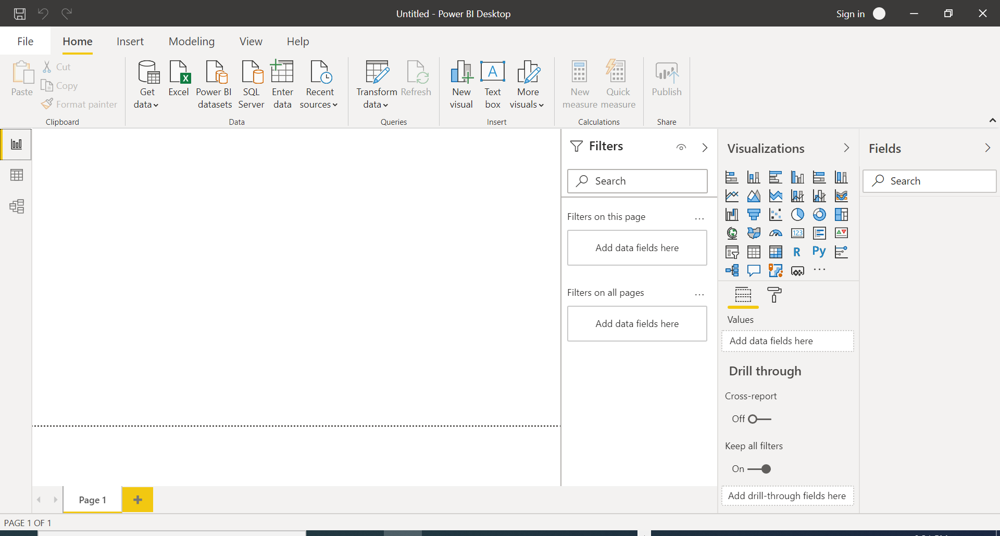 Untitled - Power BI Desktop
Sign in
File Home Insert Modeling View Help
Paste
Cut
Copy
Format painter
Clipboard
Get data
Excel
Power BI datasets
SQL Server
Enter data
Recent sources
Data
Transform data
Refresh
Queries
New visual
Text box
More visuals
Insert
New measure
Quick measure
Calculations
Publish
Share
Filters
Search
Filters on this page ...
Add data fields here
Filters on all pages ...
Add data fields here
Visualizations
123
R Py
...
Values
Add data fields here
Drill through
Cross-report
Off
Keep all filters
On
Add drill-through fields here
Fields
Search
Page 1
PAGE 1 OF 1